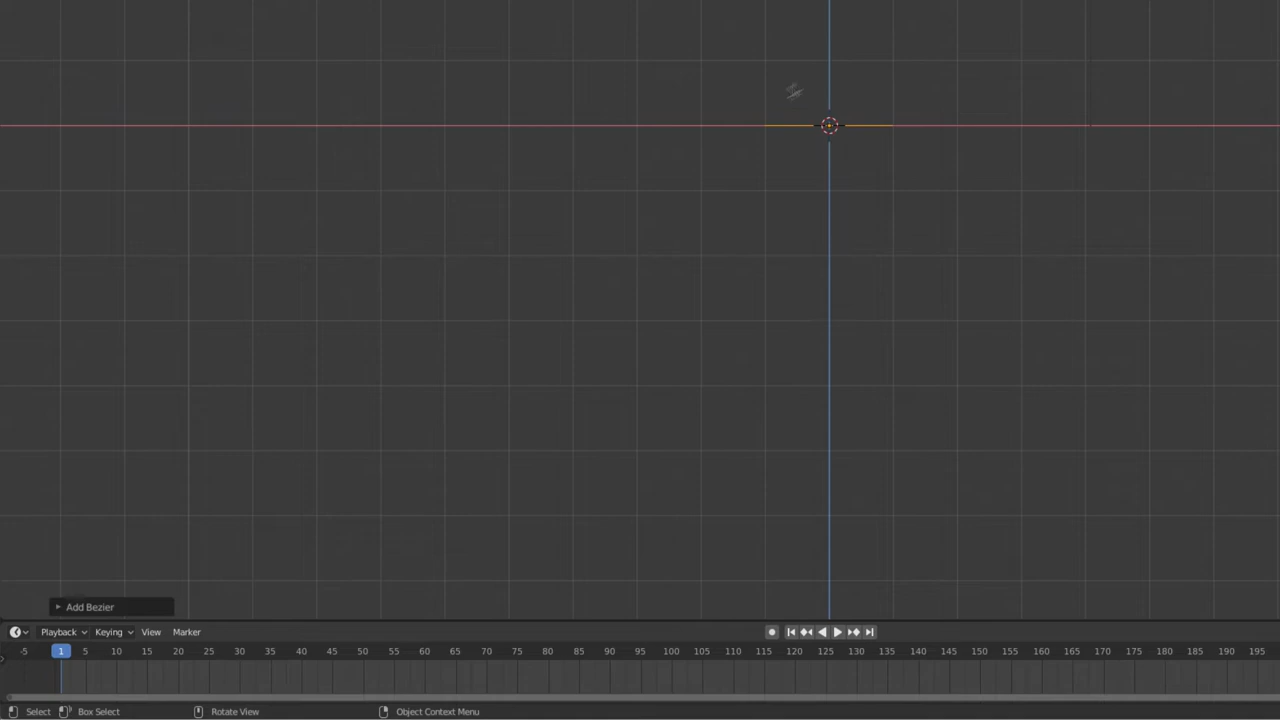 Add Bezier
Playback Keying View Marker
-5 1 5 10 15 20 25 30 35 40 45 50 55 60 65 70 75 80 85 90 95 100 105 110 115 120 125 130 135 140 145 150 155 160 165 170 175 180 185 190 195
Select Box Select Rotate View Object Context Menu